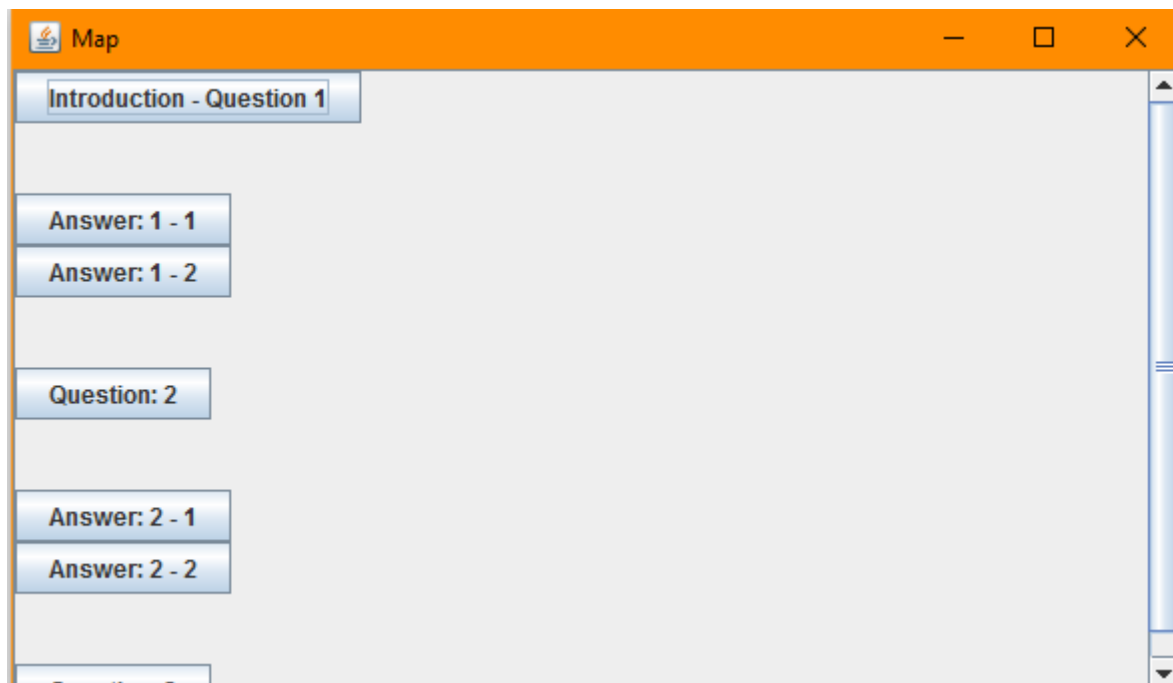 Map
Introduction - Question 1
Answer: 1 - 1
Answer: 1 - 2
Question: 2
Answer: 2 - 1
Answer: 2 - 2